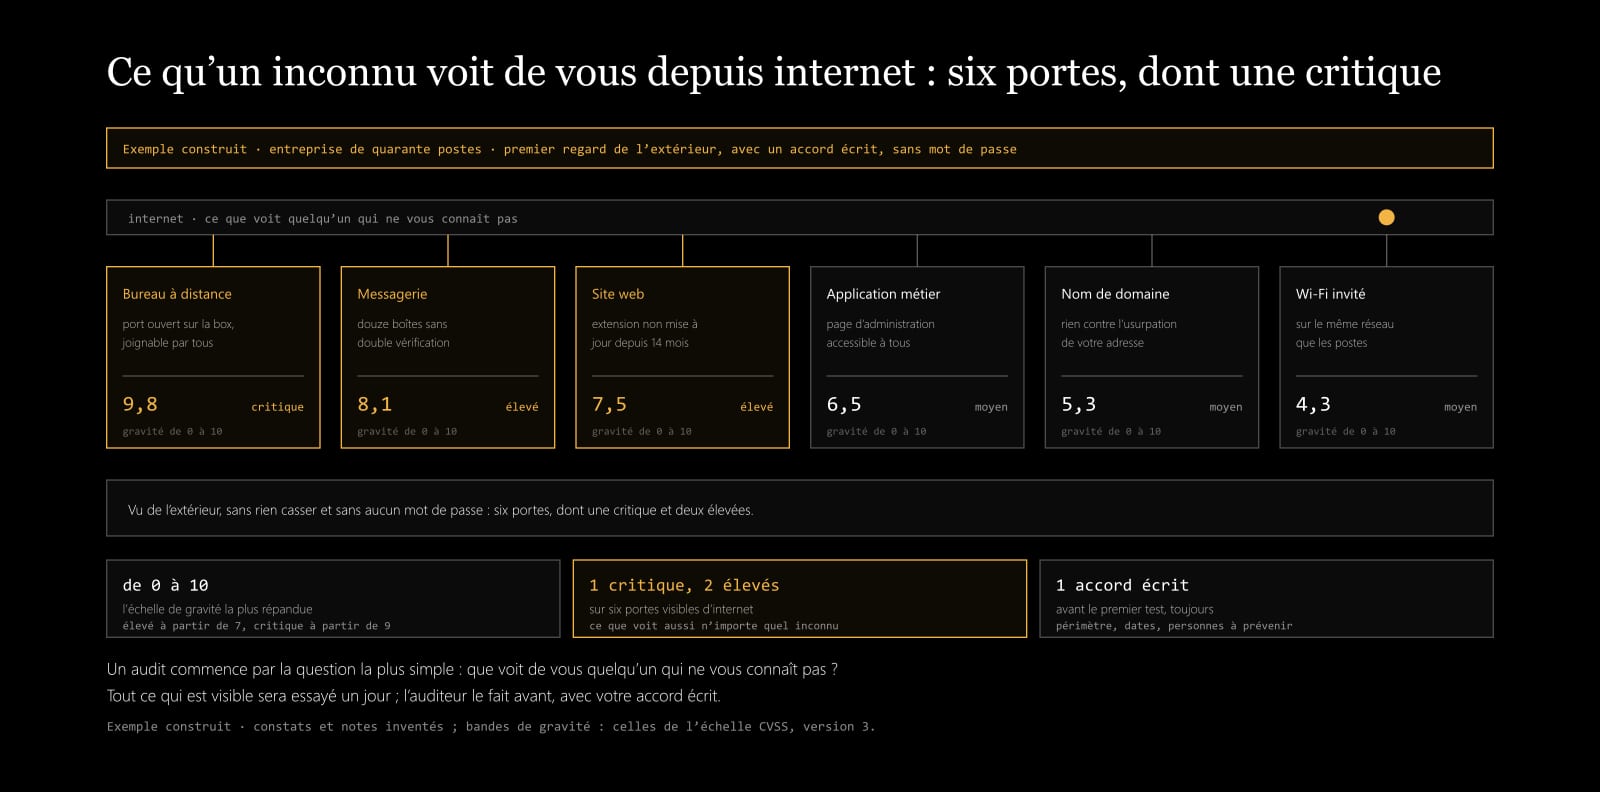 Ce qu’un inconnu voit de vous depuis internet : six portes, dont une critique
Exemple construit · entreprise de quarante postes · premier regard de l’extérieur, avec un accord écrit, sans mot de passe
internet · ce que voit quelqu’un qui ne vous connaît pas
Bureau à distance
port ouvert sur la box,
joignable par tous
9,8 critique
gravité de 0 à 10
Messagerie
douze boîtes sans
double vérification
8,1 élevé
gravité de 0 à 10
Site web
extension non mise à
jour depuis 14 mois
7,5 élevé
gravité de 0 à 10
Application métier
page d’administration
accessible à tous
6,5 moyen
gravité de 0 à 10
Nom de domaine
rien contre l’usurpation
de votre adresse
5,3 moyen
gravité de 0 à 10
Wi-Fi invité
sur le même réseau
que les postes
4,3 moyen
gravité de 0 à 10
Vu de l’extérieur, sans rien casser et sans aucun mot de passe : six portes, dont une critique et deux élevées.
de 0 à 10
l’échelle de gravité la plus répandue
élevé à partir de 7, critique à partir de 9
1 critique, 2 élevés
sur six portes visibles d’internet
ce que voit aussi n’importe quel inconnu
1 accord écrit
avant le premier test, toujours
périmètre, dates, personnes à prévenir
Un audit commence par la question la plus simple : que voit de vous quelqu’un qui ne vous connaît pas ?
Tout ce qui est visible sera essayé un jour ; l’auditeur le fait avant, avec votre accord écrit.
Exemple construit · constats et notes inventés ; bandes de gravité : celles de l’échelle CVSS, version 3.